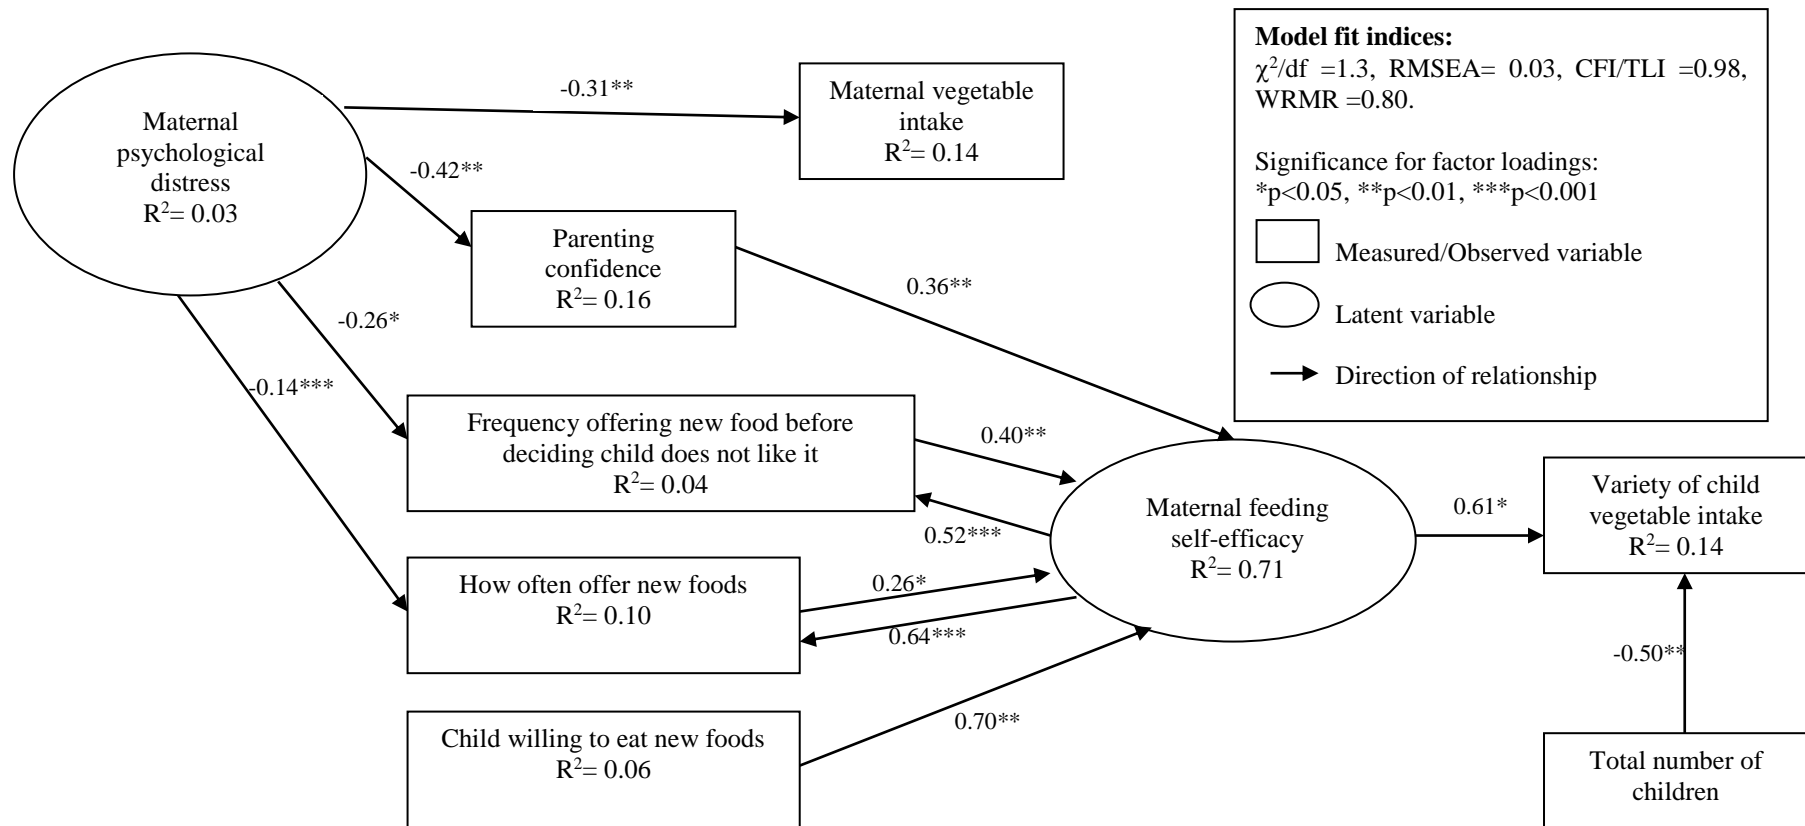 Maternal
psychological
distress
R²= 0.03
-0.31**
Maternal vegetable
intake
R²= 0.14
-0.42**
Parenting
confidence
R²= 0.16
0.36**
-0.26*
-0.14***
Frequency offering new food before
deciding child does not like it
R²= 0.04
0.40**
0.52***
How often offer new foods
R²= 0.10
0.26*
0.64***
Child willing to eat new foods
R²= 0.06
0.70**
Maternal feeding
self-efficacy
R²= 0.71
0.61*
Variety of child
vegetable intake
R²= 0.14
-0.50**
Total number of
children
Model fit indices:
χ²/df =1.3, RMSEA= 0.03, CFI/TLI =0.98,
WRMR =0.80.
Significance for factor loadings:
*p<0.05, **p<0.01, ***p<0.001
Measured/Observed variable
Latent variable
Direction of relationship